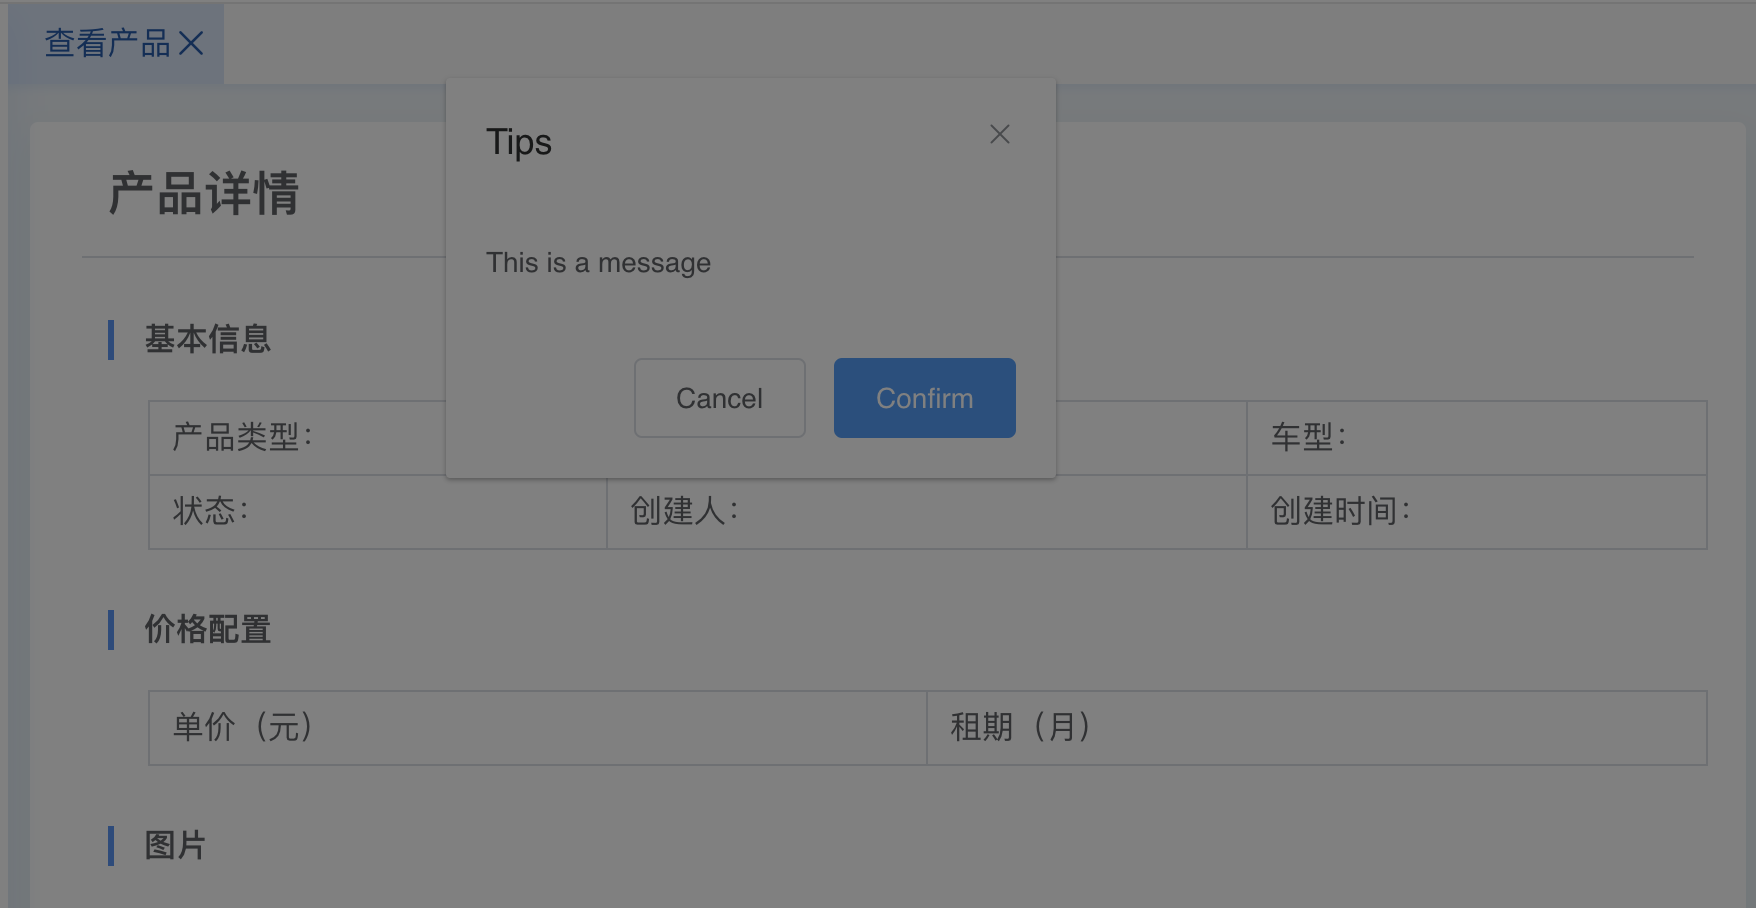 查看产品
Tips
产品详情
This is a message
基本信息
Cancel Confirm
产品类型： 车型：
状态： 创建人： 创建时间：
价格配置
单价（元） 租期（月）
图片